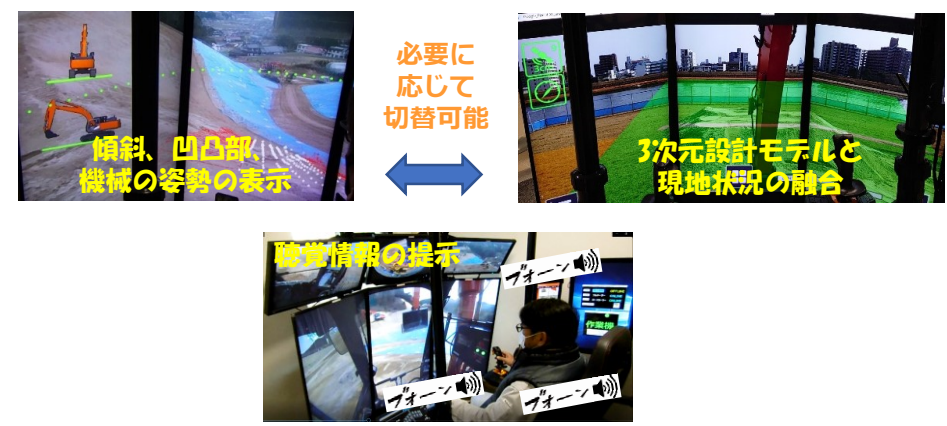 傾斜、凹凸部、
機械の姿勢の表示
必要に
応じて
切替可能
3次元設計モデルと
現地状況の融合
聴覚情報の提示
ブォーン
作業機
ブォーン
ブォーン